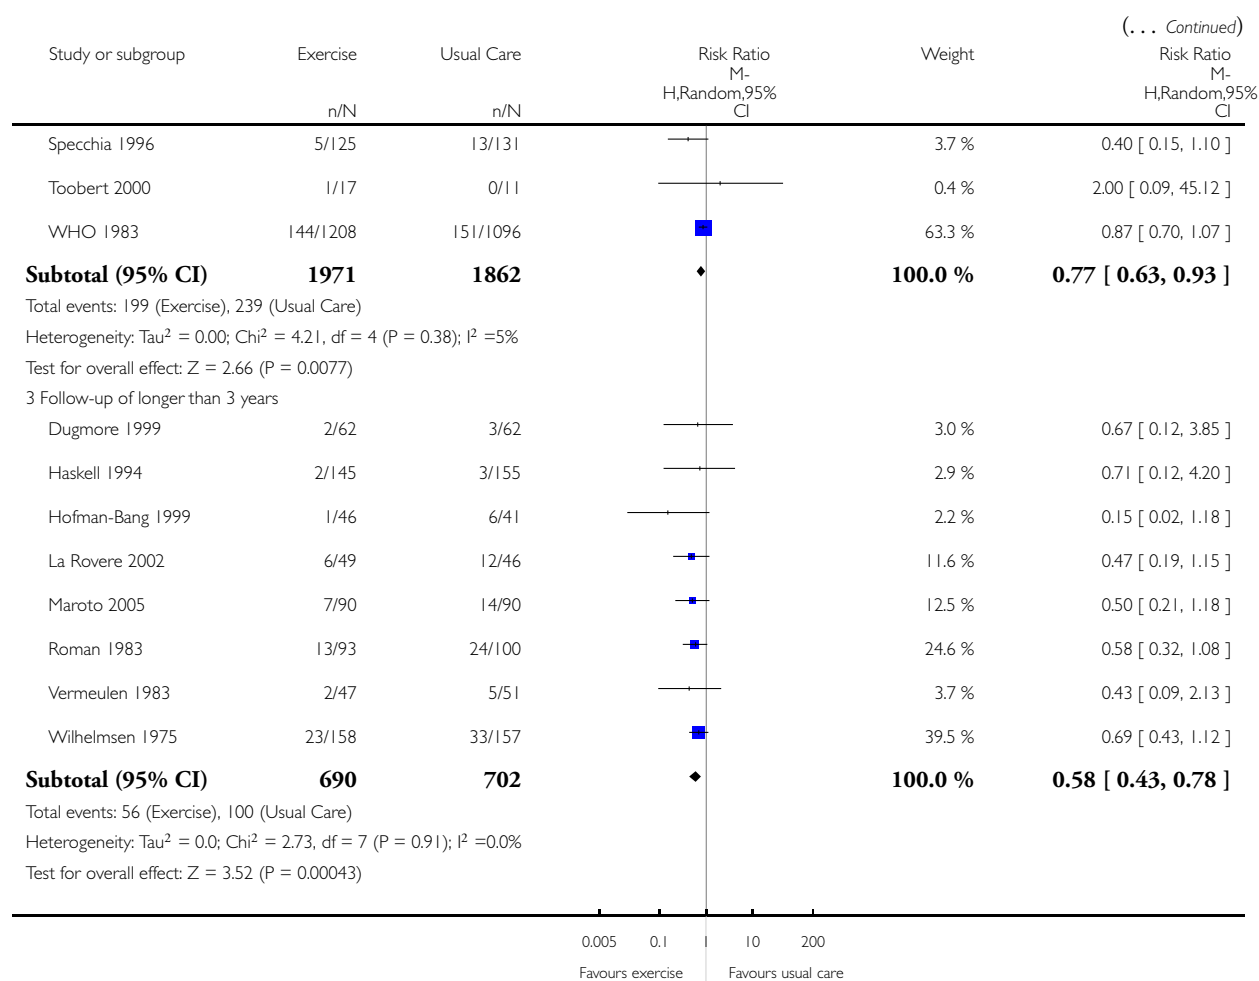 (... Continued)
Study or subgroup Exercise Usual Care Risk Ratio Weight Risk Ratio
M- M-
H,Random,95% H,Random,95%
n/N n/N CI CI
Specchia 1996 5/125 13/131 3.7 % 0.40 [ 0.15, 1.10 ]
Toobert 2000 1/17 0/11 0.4 % 2.00 [ 0.09, 45.12 ]
WHO 1983 144/1208 151/1096 63.3 % 0.87 [ 0.70, 1.07 ]
Subtotal (95% CI) 1971 1862 100.0 % 0.77 [ 0.63, 0.93 ]
Total events: 199 (Exercise), 239 (Usual Care)
Heterogeneity: Tau² = 0.00; Chi² = 4.21, df = 4 (P = 0.38); I² =5%
Test for overall effect: Z = 2.66 (P = 0.0077)
3 Follow-up of longer than 3 years
Dugmore 1999 2/62 3/62 3.0 % 0.67 [ 0.12, 3.85 ]
Haskell 1994 2/145 3/155 2.9 % 0.71 [ 0.12, 4.20 ]
Hofman-Bang 1999 1/46 6/41 2.2 % 0.15 [ 0.02, 1.18 ]
La Rovere 2002 6/49 12/46 11.6 % 0.47 [ 0.19, 1.15 ]
Maroto 2005 7/90 14/90 12.5 % 0.50 [ 0.21, 1.18 ]
Roman 1983 13/93 24/100 24.6 % 0.58 [ 0.32, 1.08 ]
Vermeulen 1983 2/47 5/51 3.7 % 0.43 [ 0.09, 2.13 ]
Wilhelmsen 1975 23/158 33/157 39.5 % 0.69 [ 0.43, 1.12 ]
Subtotal (95% CI) 690 702 100.0 % 0.58 [ 0.43, 0.78 ]
Total events: 56 (Exercise), 100 (Usual Care)
Heterogeneity: Tau² = 0.0; Chi² = 2.73, df = 7 (P = 0.91); I² =0.0%
Test for overall effect: Z = 3.52 (P = 0.00043)
0.005 0.1 1 10 200
Favours exercise Favours usual care